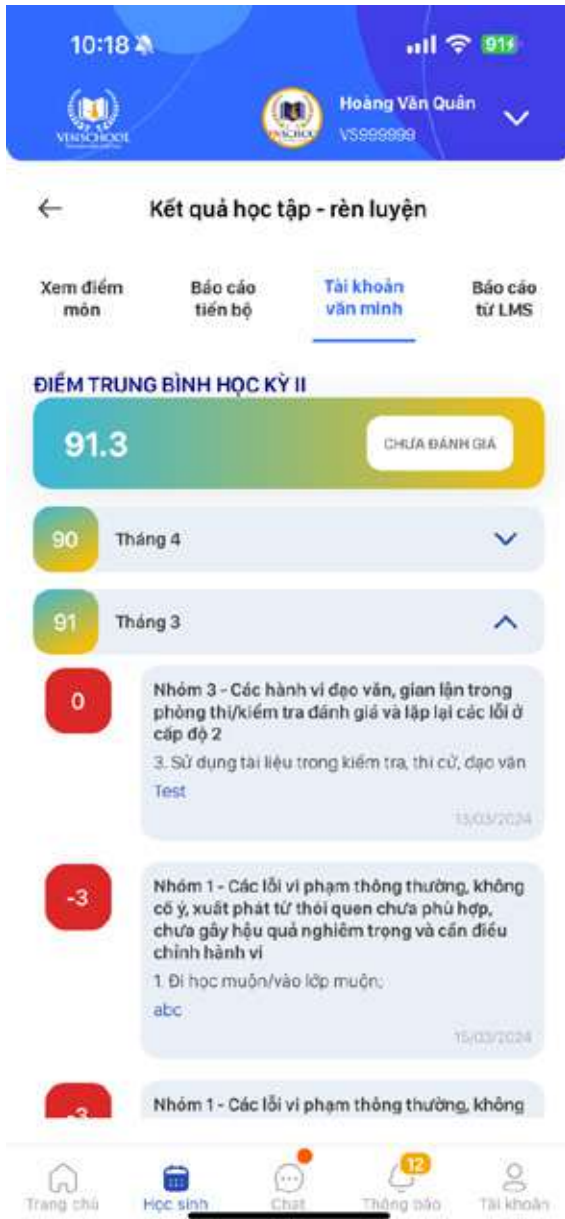 10:18
91
VINSCHOOL
Hoàng Văn Quân
VS999999
Kết quả học tập - rèn luyện
Xem điểm môn
Báo cáo tiến bộ
Tài khoản văn minh
Báo cáo từ LMS
ĐIỂM TRUNG BÌNH HỌC KỲ II
91.3
CHƯA ĐÁNH GIÁ
90
Tháng 4
91
Tháng 3
0
Nhóm 3 - Các hành vi đạo văn, gian lận trong
phòng thi/kiểm tra đánh giá và lặp lại các lỗi ở
cấp độ 2
3. Sử dụng tài liệu trong kiểm tra, thi cử, đạo văn
Test
13/03/2024
-3
Nhóm 1 - Các lỗi vi phạm thông thường, không
cố ý, xuất phát từ thói quen chưa phù hợp,
chưa gây hậu quả nghiêm trọng và cần điều
chỉnh hành vi
1. Đi học muộn/vào lớp muộn;
abc
15/03/2024
-3
Nhóm 1 - Các lỗi vi phạm thông thường, không
Trang chủ
Học sinh
Chat
12
Thông báo
Tài khoản